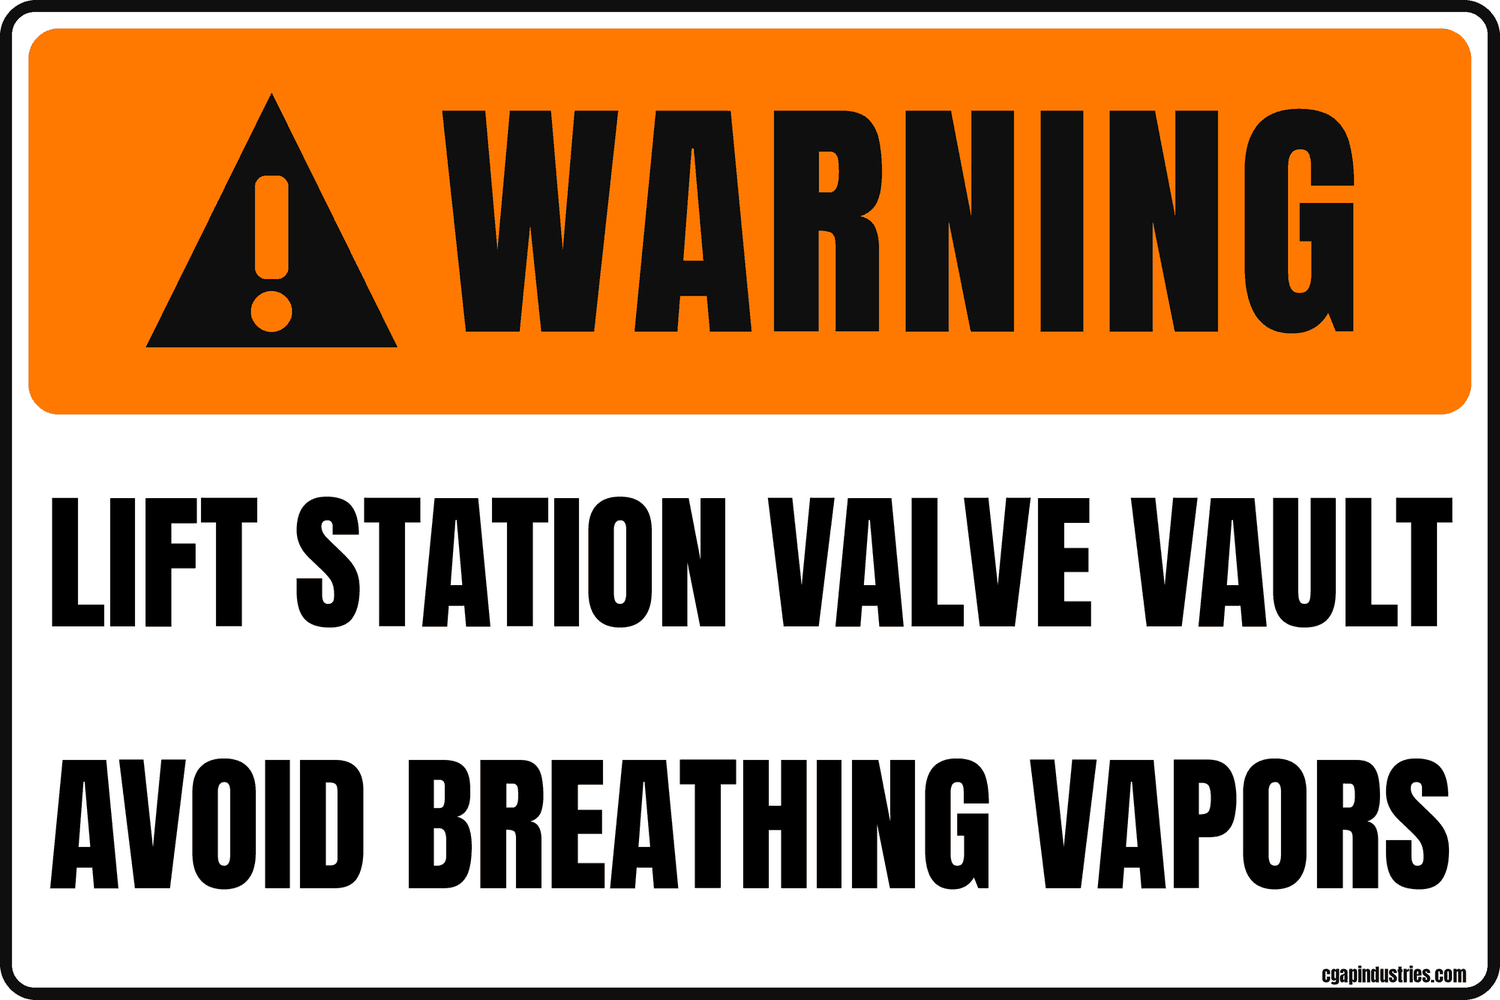 WARNING
LIFT STATION VALVE VAULT
AVOID BREATHING VAPORS
cgapindustries.com